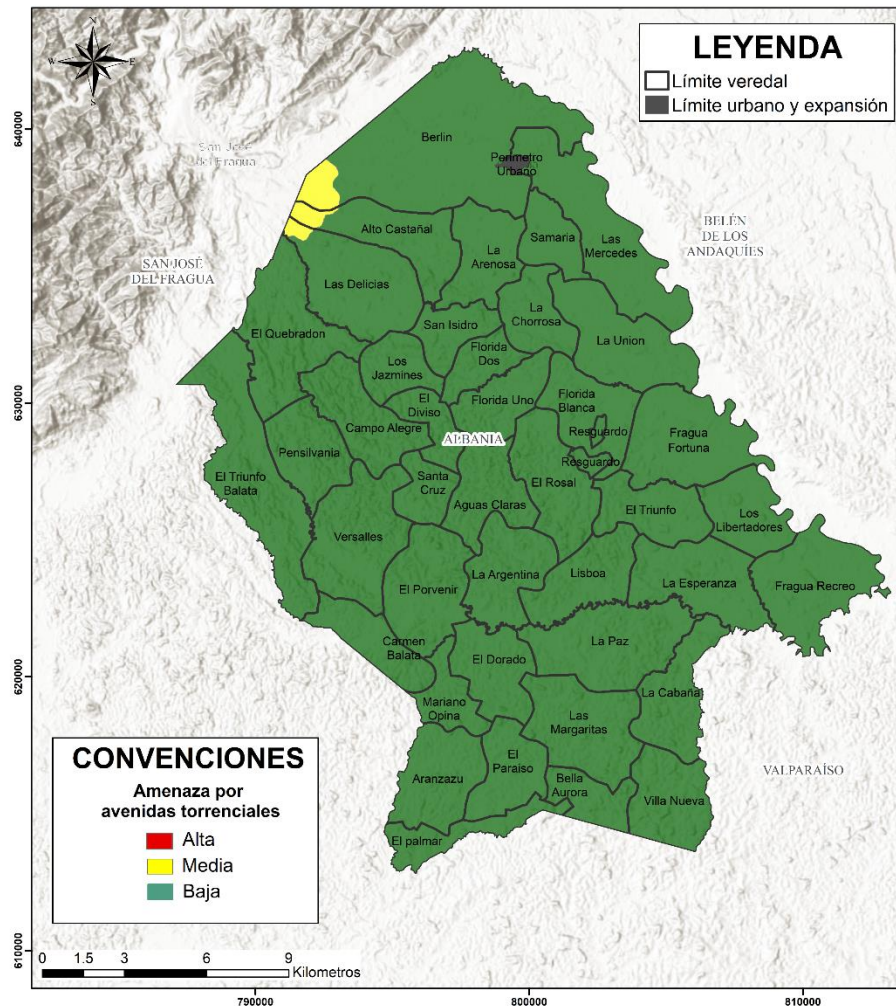 N
W
E
S
LEYENDA
Límite veredal
Límite urbano y expansión
640000
San José
del Fragua
Berlin
Perimetro
Urbano
BELÉN
DE LOS
ANDAQUÍES
Alto Castañal
La
Arenosa
Samaria
Las
Mercedes
SAN JOSÉ
DEL FRAGUA
Las Delicias
La
Chorrosa
El Quebradon
San Isidro
La Union
Florida
Dos
Los
Jazmines
630000
El
Diviso
Florida Uno
Florida
Blanca
Campo Alegre
ALBANIA
Resguardo
Fragua
Fortuna
Pensilvania
Resguardo
El Triunfo
Balata
Santa
Cruz
El Rosal
Aguas Claras
El Triunfo
Los
Libertadores
Versalles
La Argentina
Lisboa
El Porvenir
La Esperanza
Fragua Recreo
Carmen
Balata
La Paz
El Dorado
620000
La Cabaña
Mariano
Opina
Las
Margaritas
El
Paraiso
Aranzazu
Bella
Aurora
VALPARAÍSO
Villa Nueva
El palmar
CONVENCIONES
Amenaza por
avenidas torrenciales
Alta
Media
Baja
610000
0 1.5 3 6 9
Kilometros
790000 800000 810000